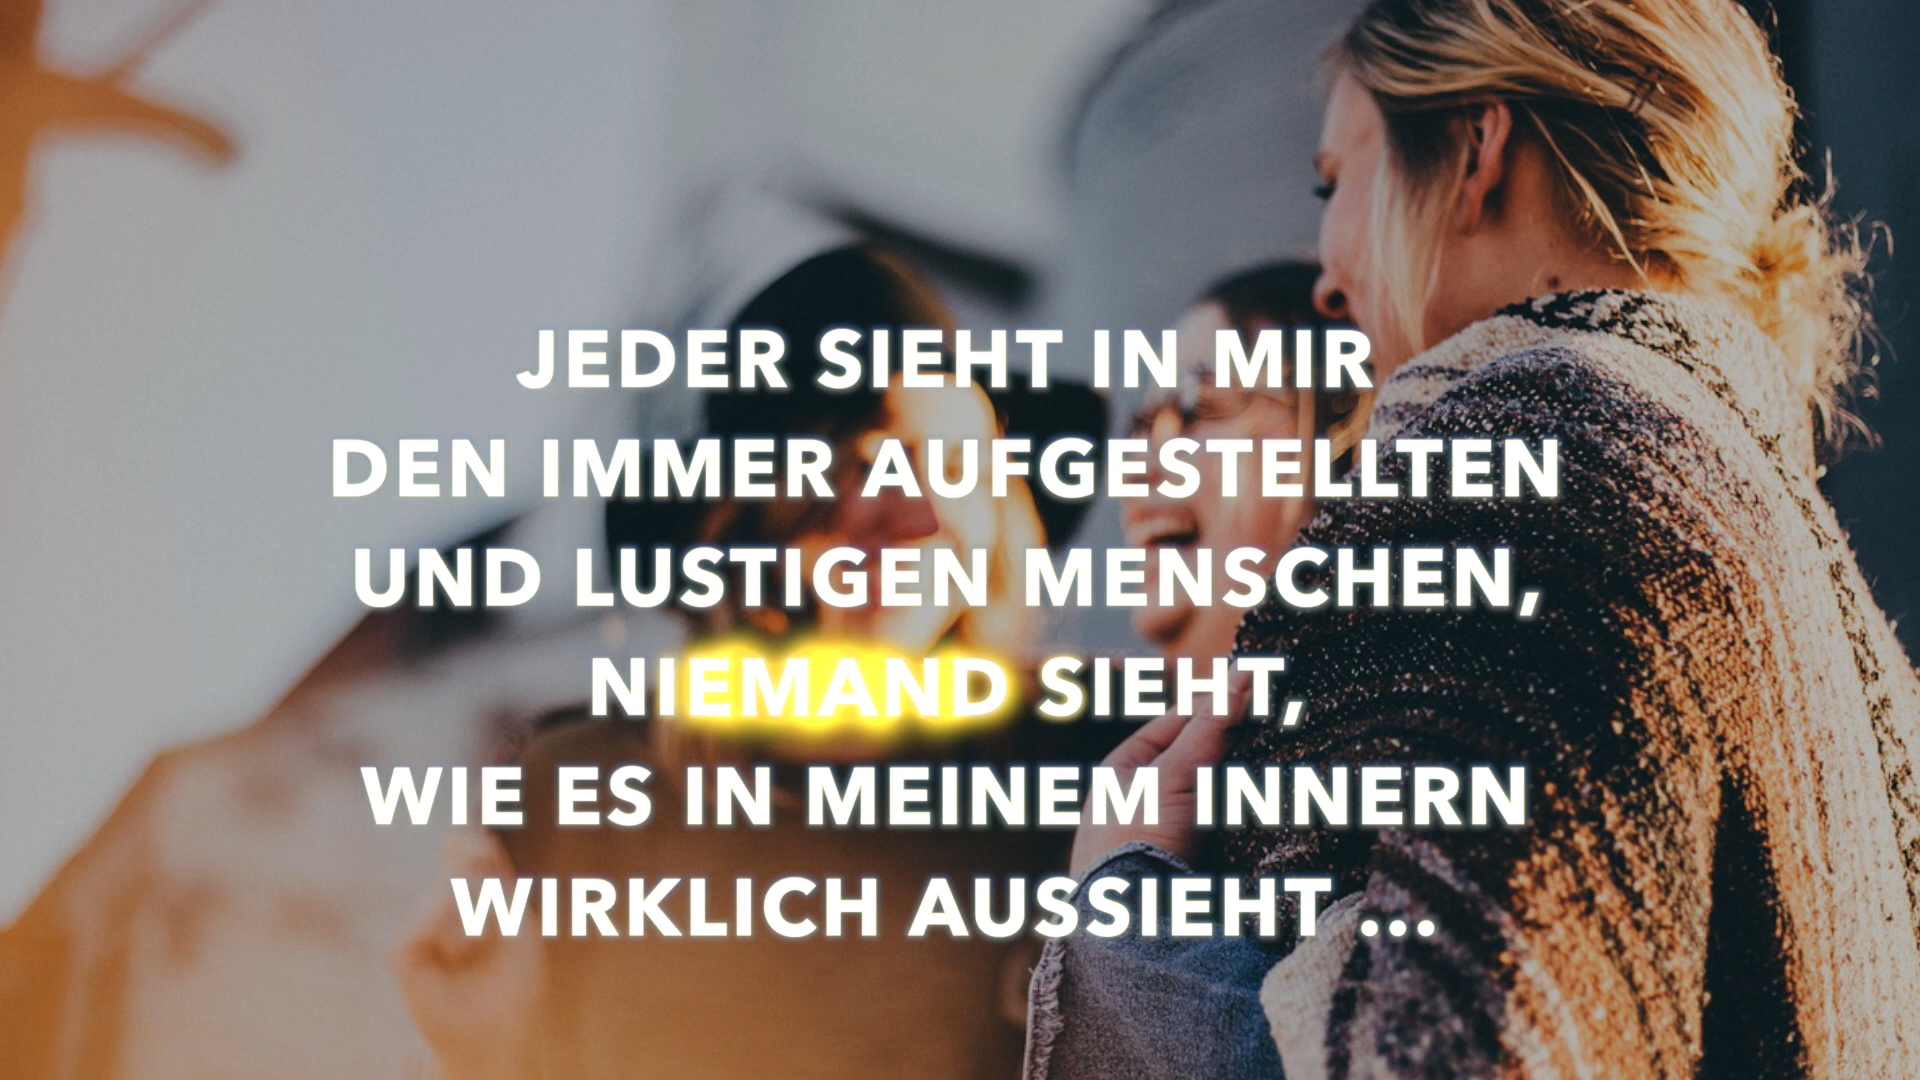 JEDER SIEHT IN MIR
DEN IMMER AUFGESTELLTEN
UND LUSTIGEN MENSCHEN,
NIEMAND SIEHT,
WIE ES IN MEINEM INNERN
WIRKLICH AUSSIEHT ...